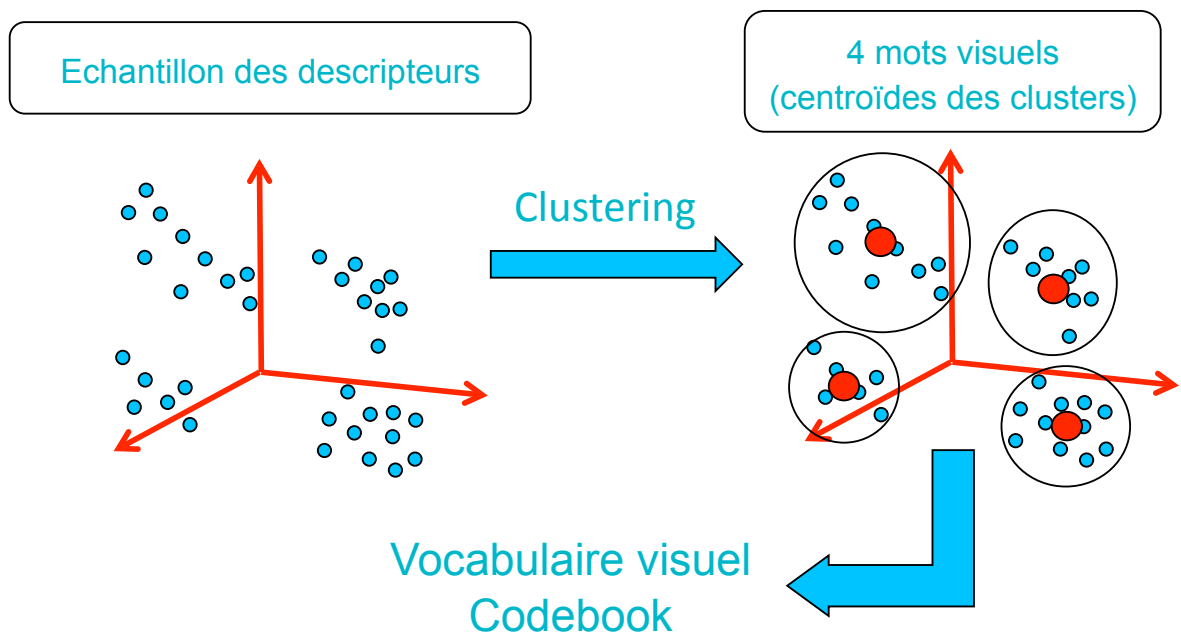 Echantillon des descripteurs
4 mots visuels
(centroïdes des clusters)
Clustering
Vocabulaire visuel
Codebook